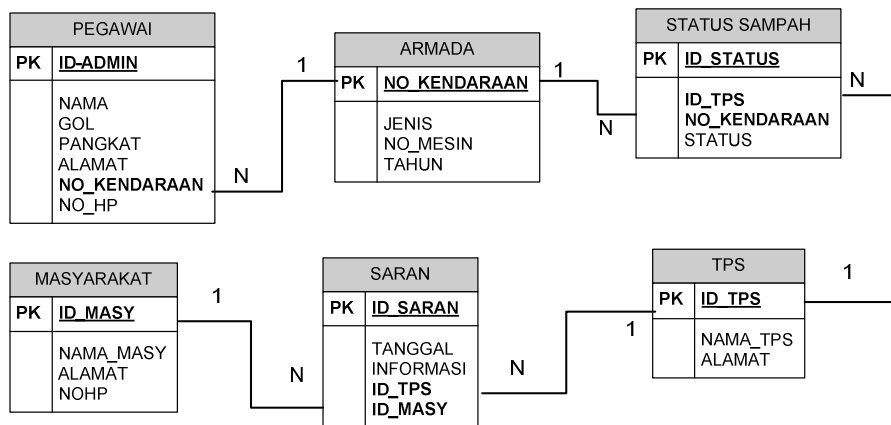 PEGAWAI
PK ID-ADMIN
NAMA
GOL
PANGKAT
ALAMAT
NO_KENDARAAN
NO_HP
N
1
ARMADA
PK NO_KENDARAAN
JENIS
NO_MESIN
TAHUN
1
N
STATUS SAMPAH
PK ID_STATUS
ID_TPS
NO_KENDARAAN
STATUS
N
MASYARAKAT
PK ID_MASY
NAMA_MASY
ALAMAT
NOHP
1
N
SARAN
PK ID_SARAN
TANGGAL
INFORMASI
ID_TPS
ID_MASY
N
1
TPS
PK ID_TPS
NAMA_TPS
ALAMAT
1